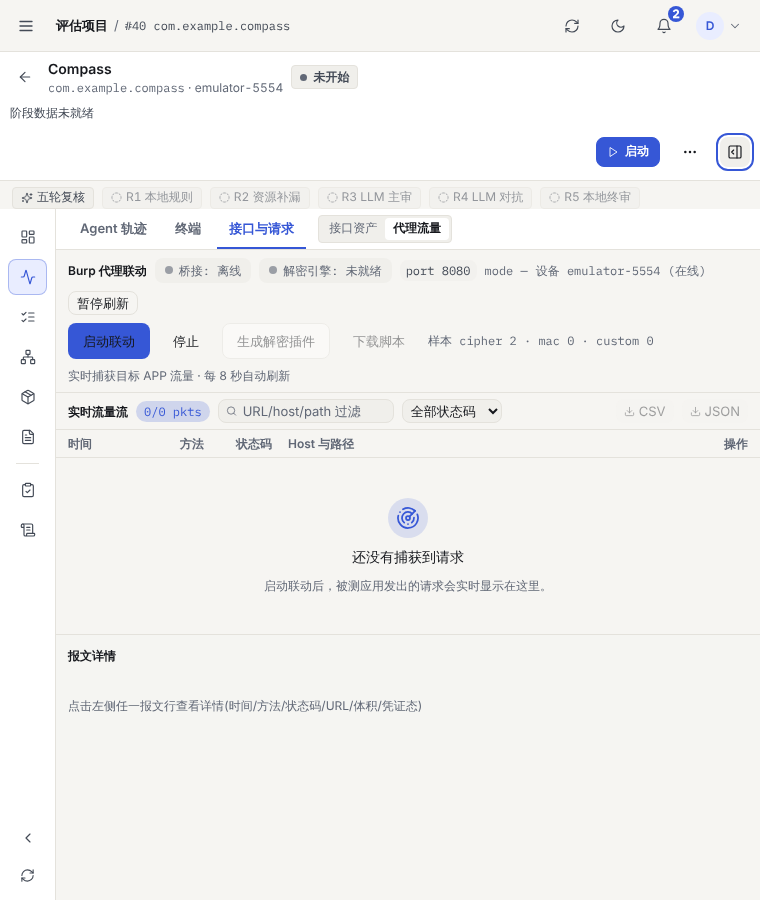 评估项目 / #40 com.example.compass
2
D
Compass
com.example.compass · emulator-5554
未开始
阶段数据未就绪
启动
五轮复核 R1 本地规则 R2 资源补漏 R3 LLM 主审 R4 LLM 对抗 R5 本地终审
Agent 轨迹 终端 接口与请求 接口资产 代理流量
Burp 代理联动 桥接: 离线 解密引擎: 未就绪 port 8080 mode — 设备 emulator-5554 (在线)
暂停刷新
启动联动 停止 生成解密插件 下载脚本 样本 cipher 2 · mac 0 · custom 0
实时捕获目标 APP 流量 · 每 8 秒自动刷新
实时流量流 0/0 pkts URL/host/path 过滤 全部状态码 CSV JSON
时间 方法 状态码 Host 与路径 操作
还没有捕获到请求
启动联动后，被测应用发出的请求会实时显示在这里。
报文详情
点击左侧任一报文行查看详情(时间/方法/状态码/URL/体积/凭证态)